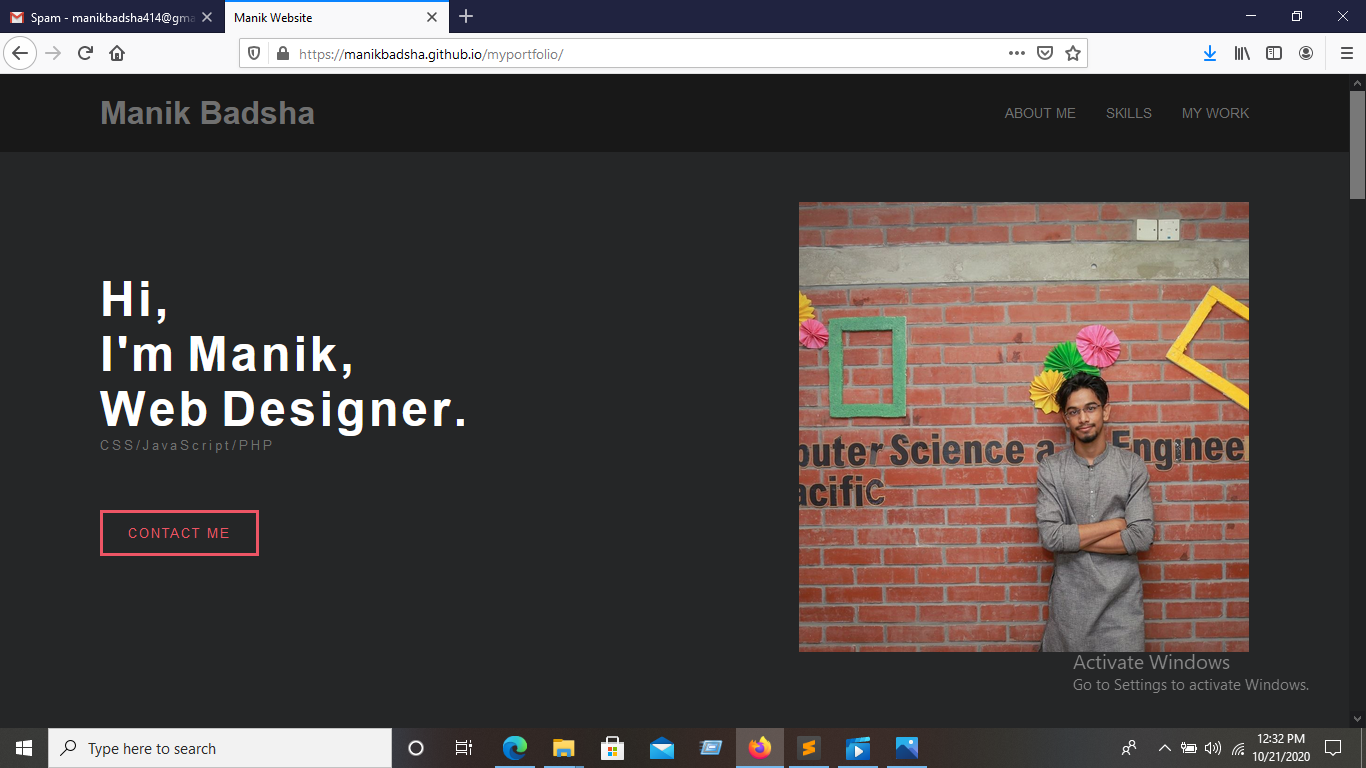 Spam - manikbadsha414@gma
Manik Website
https://manikbadsha.github.io/myportfolio/
Manik Badsha
ABOUT ME
SKILLS
MY WORK
Hi,
I'm Manik,
Web Designer.
CSS/JavaScript/PHP
CONTACT ME
puter Science a Engineer
acific
Activate Windows
Go to Settings to activate Windows.
Type here to search
12:32 PM
10/21/2020